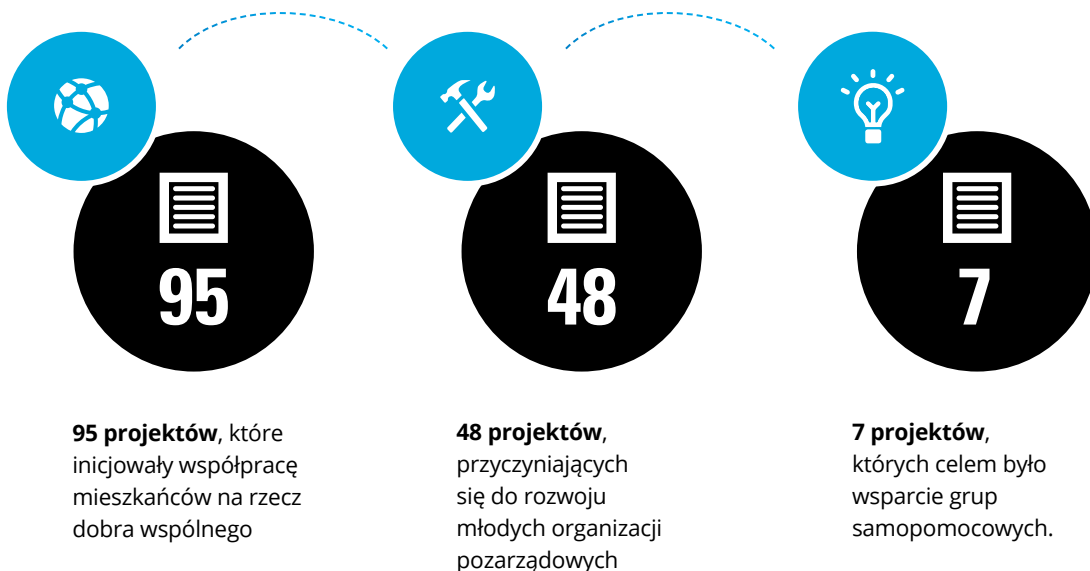 95
48
7
95 projektów, które
inicjowały współpracę
mieszkańców na rzecz
dobra wspólnego
48 projektów,
przyczyniających
się do rozwoju
młodych organizacji
pozarządowych
7 projektów,
których celem było
wsparcie grup
samopomocowych.